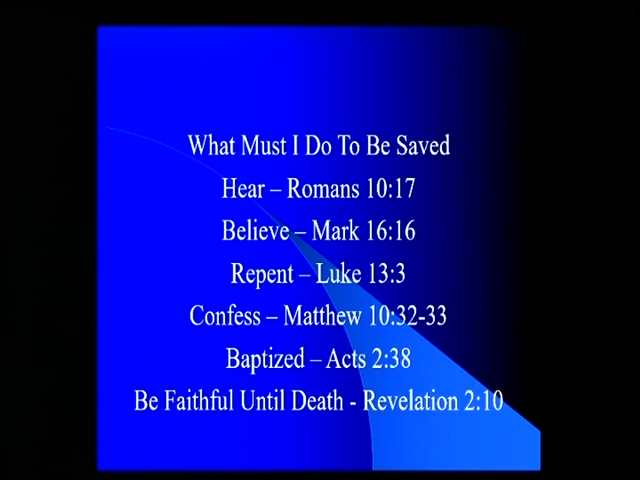 What Must I Do To Be Saved
Hear – Romans 10:17
Believe – Mark 16:16
Repent – Luke 13:3
Confess – Matthew 10:32-33
Baptized – Acts 2:38
Be Faithful Until Death - Revelation 2:10